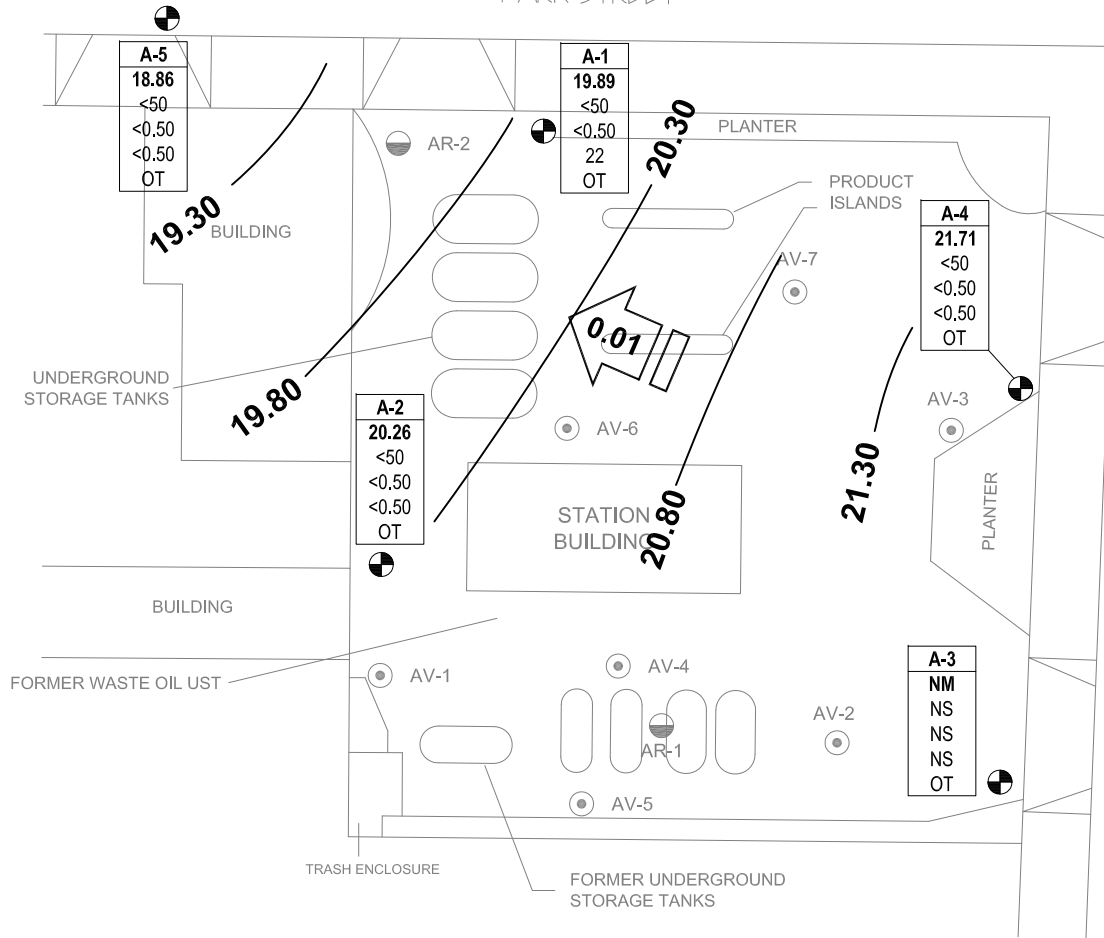 PARK STREET
A-5
18.86
<50
<0.50
<0.50
OT
A-1
19.89
<50
<0.50
22
OT
20.30
PLANTER
AR-2
PRODUCT
ISLANDS
19.30
BUILDING
A-4
21.71
<50
<0.50
<0.50
OT
AV-7
0.01
UNDERGROUND
STORAGE TANKS
19.80
A-2
20.26
<50
<0.50
<0.50
OT
AV-6
AV-3
21.30
20.80
STATION
BUILDING
PLANTER
BUILDING
FORMER WASTE OIL UST
AV-1
AV-4
A-3
NM
NS
NS
NS
OT
AV-2
AR-1
AV-5
TRASH ENCLOSURE
FORMER UNDERGROUND
STORAGE TANKS